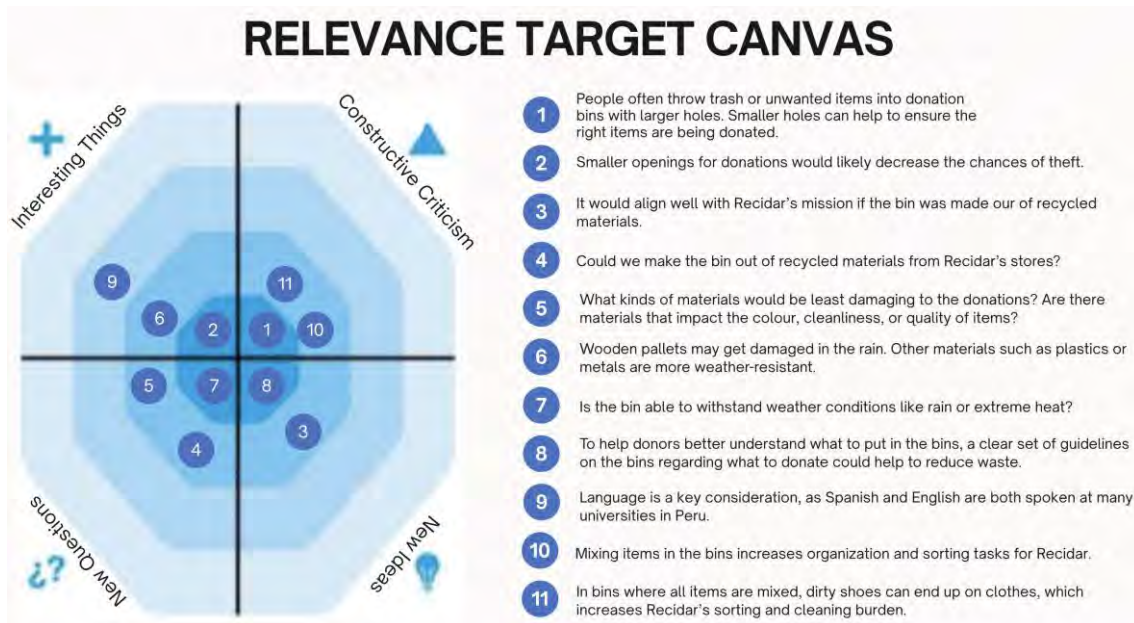 RELEVANCE TARGET CANVAS
Interesting Things
Constructive Criticism
9
11
6
2
1
10
5
7
8
4
3
New Questions
¿?
New Ideas
1
People often throw trash or unwanted items into donation
bins with larger holes. Smaller holes can help to ensure the
right items are being donated.
2
Smaller openings for donations would likely decrease the chances of theft.
3
It would align well with Recidar's mission if the bin was made our of recycled
materials.
4
Could we make the bin out of recycled materials from Recidar's stores?
5
What kinds of materials would be least damaging to the donations? Are there
materials that impact the colour, cleanliness, or quality of items?
6
Wooden pallets may get damaged in the rain. Other materials such as plastics or
metals are more weather-resistant.
7
Is the bin able to withstand weather conditions like rain or extreme heat?
8
To help donors better understand what to put in the bins, a clear set of guidelines
on the bins regarding what to donate could help to reduce waste.
9
Language is a key consideration, as Spanish and English are both spoken at many
universities in Peru.
10
Mixing items in the bins increases organization and sorting tasks for Recidar.
11
In bins where all items are mixed, dirty shoes can end up on clothes, which
increases Recidar's sorting and cleaning burden.